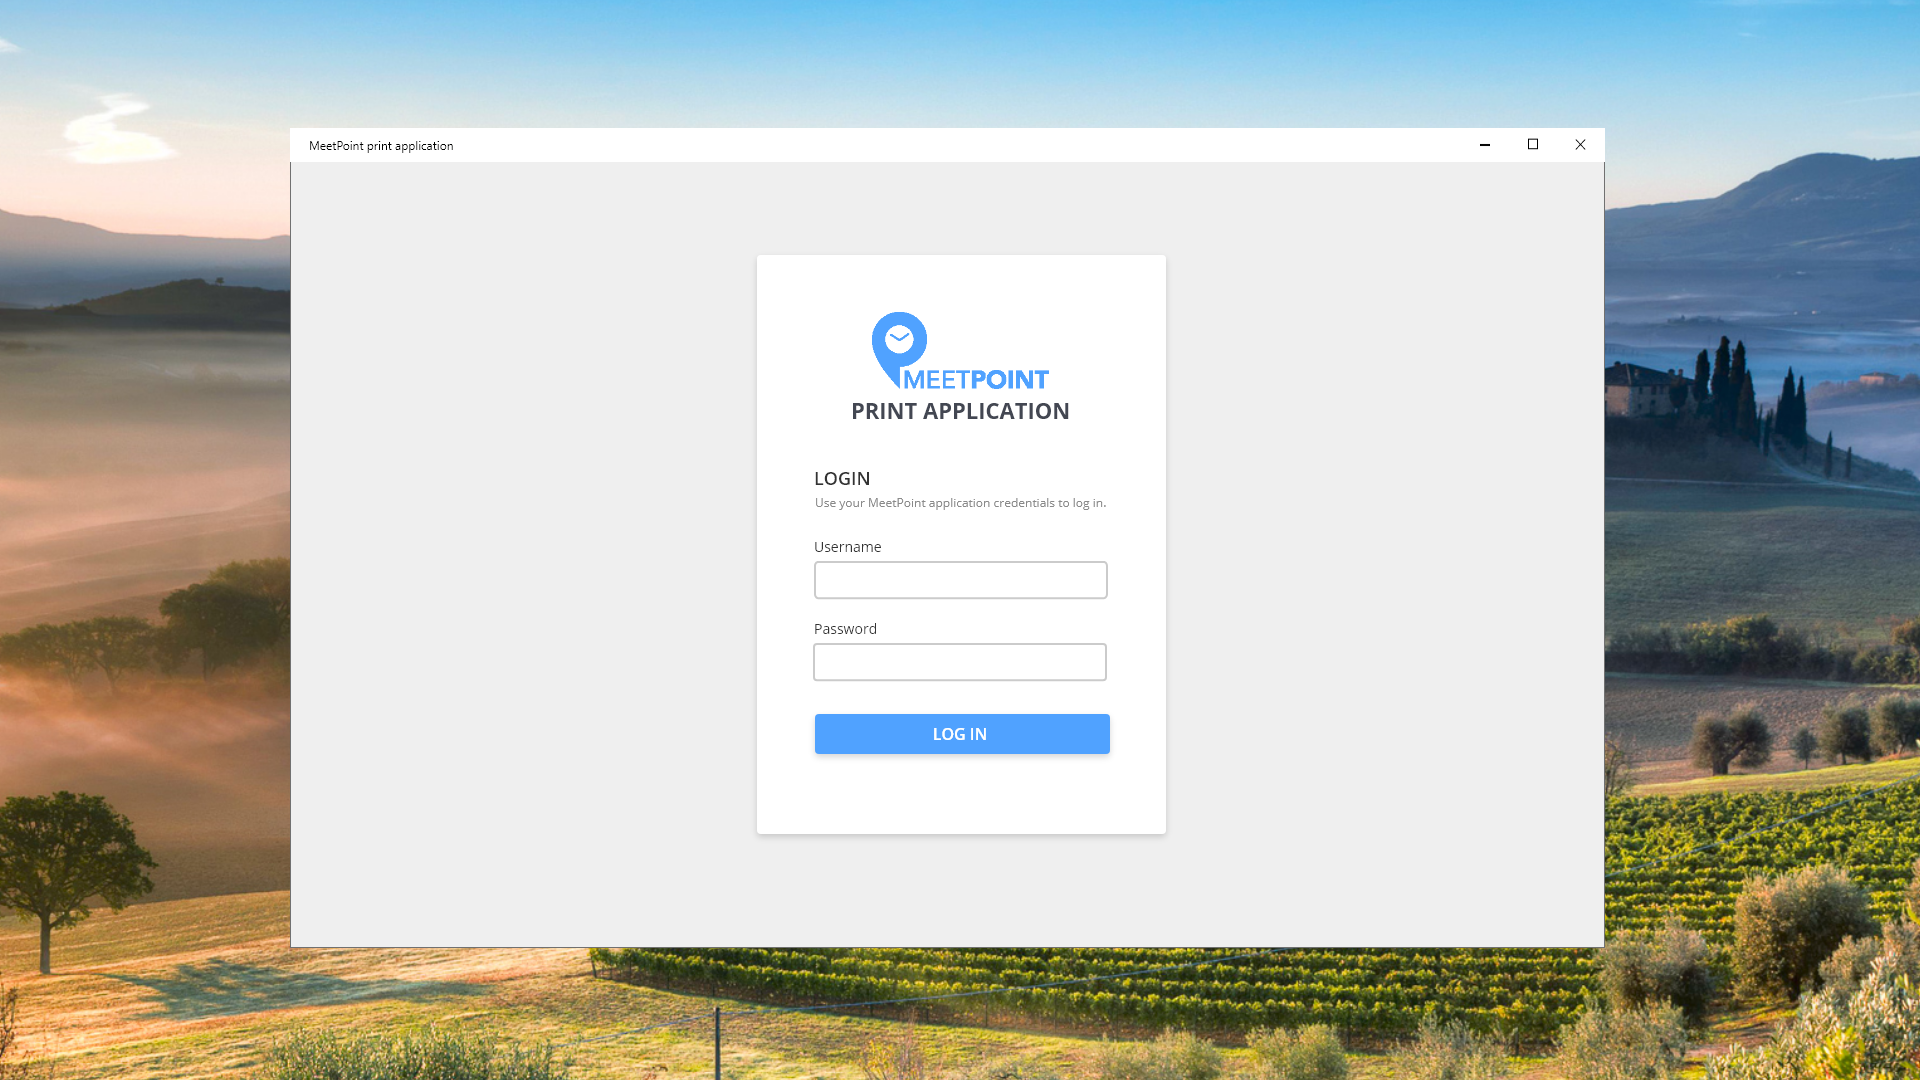 MeetPoint print application
MEETPOINT
PRINT APPLICATION
LOGIN
Use your MeetPoint application credentials to log in.
Username
Password
LOG IN